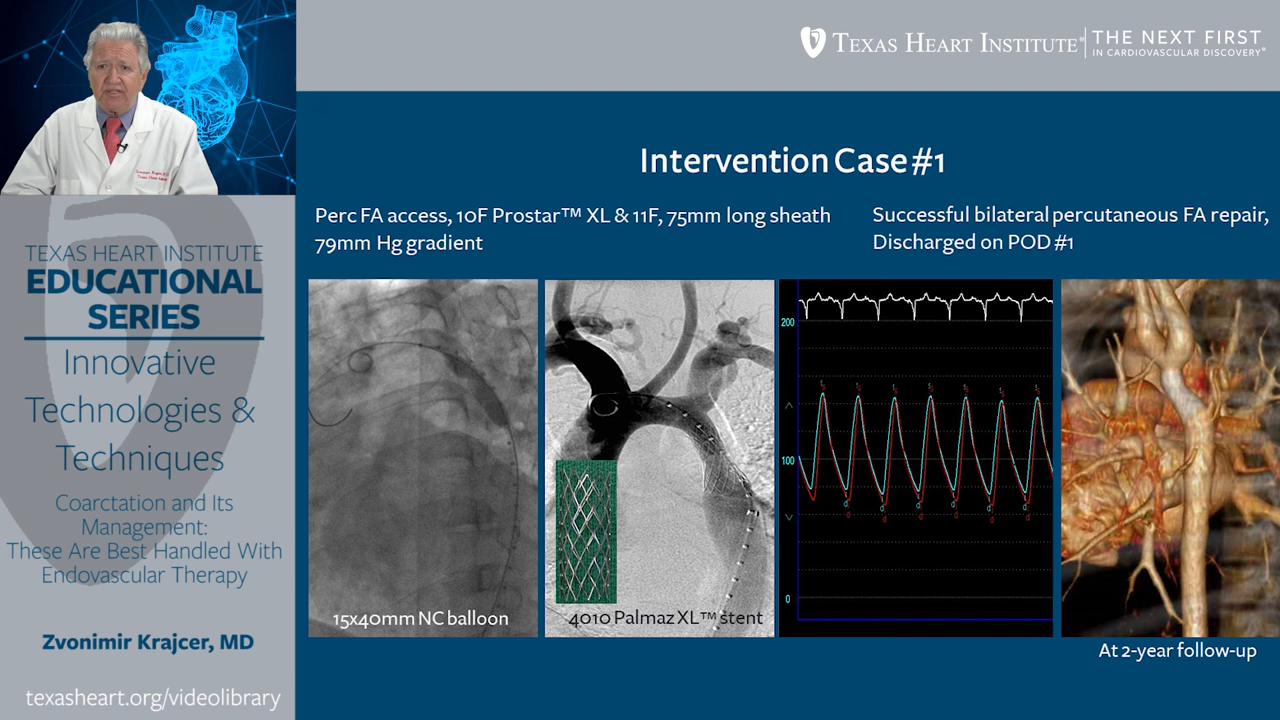 TEXAS HEART INSTITUTE®
THE NEXT FIRST
IN CARDIOVASCULAR DISCOVERY®
TEXAS HEART INSTITUTE
EDUCATIONAL
SERIES
Innovative
Technologies &
Techniques
Coarctation and Its
Management:
These Are Best Handled With
Endovascular Therapy
Zvonimir Krajcer, MD
texasheart.org/videolibrary
Intervention Case #1
Perc FA access, 10F Prostar™ XL & 11F, 75mm long sheath
79mm Hg gradient
Successful bilateral percutaneous FA repair,
Discharged on POD #1
15x40mm NC balloon
4010 Palmaz XL™ stent
200
100
0
At 2-year follow-up